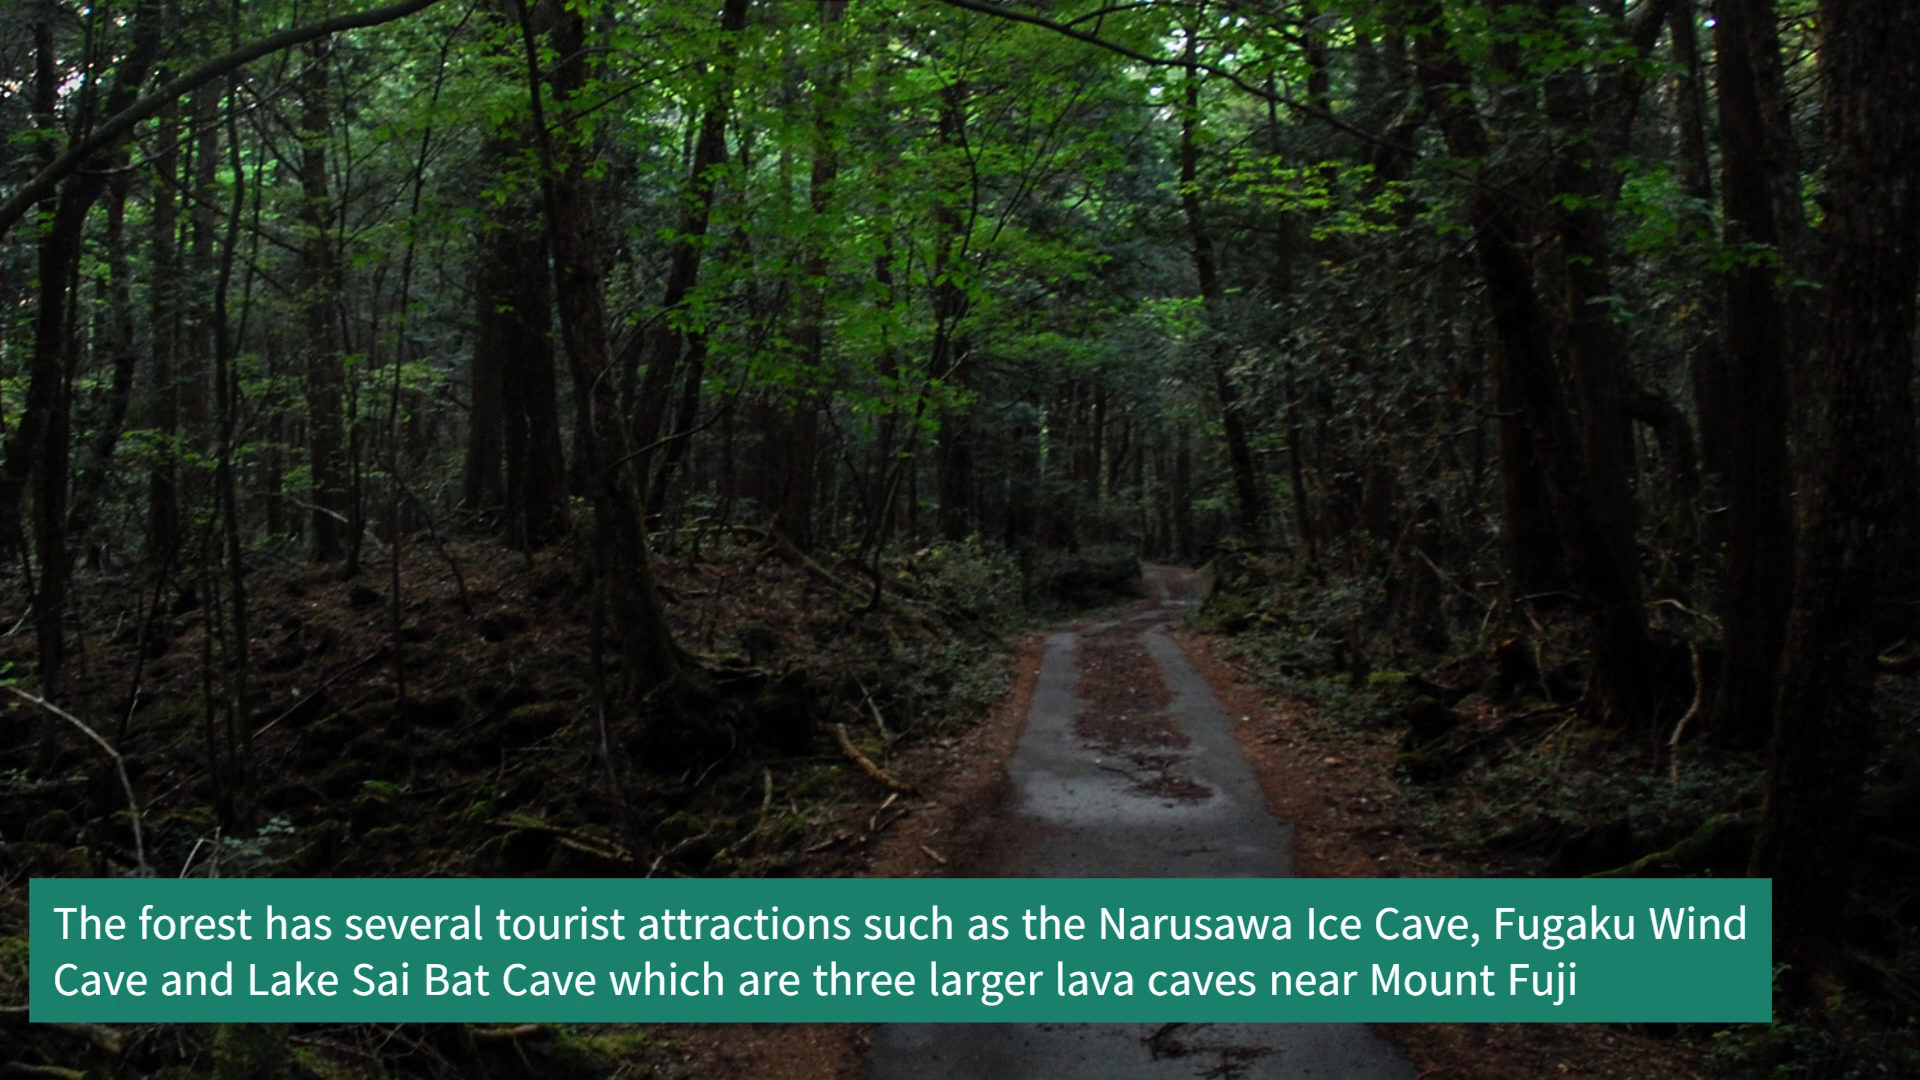 The forest has several tourist attractions such as the Narusawa Ice Cave, Fugaku Wind
Cave and Lake Sai Bat Cave which are three larger lava caves near Mount Fuji